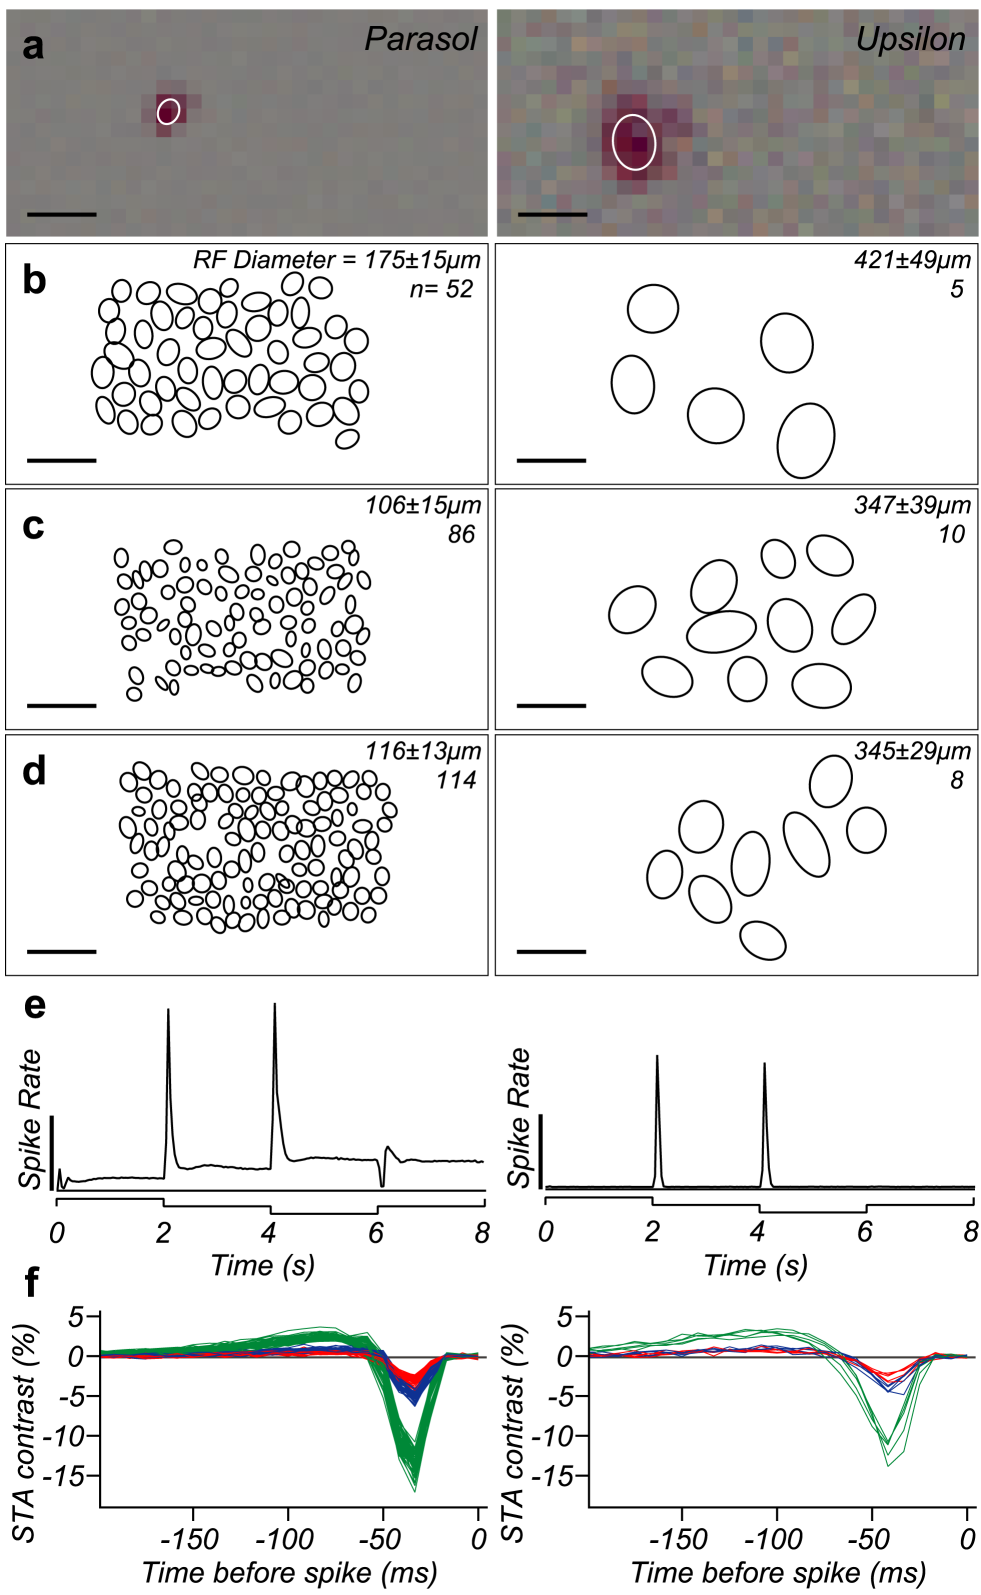 a
Parasol
Upsilon
b
RF Diameter = 175±15µm
n= 52
421±49µm
5
c
106±15µm
86
347±39µm
10
d
116±13µm
114
345±29µm
8
e
Spike Rate
0 2 4 6 8
Time (s)
Spike Rate
0 2 4 6 8
Time (s)
f
STA contrast (%)
5
0
-5
-10
-15
-150 -100 -50 0
Time before spike (ms)
STA contrast (%)
5
0
-5
-10
-15
-150 -100 -50 0
Time before spike (ms)